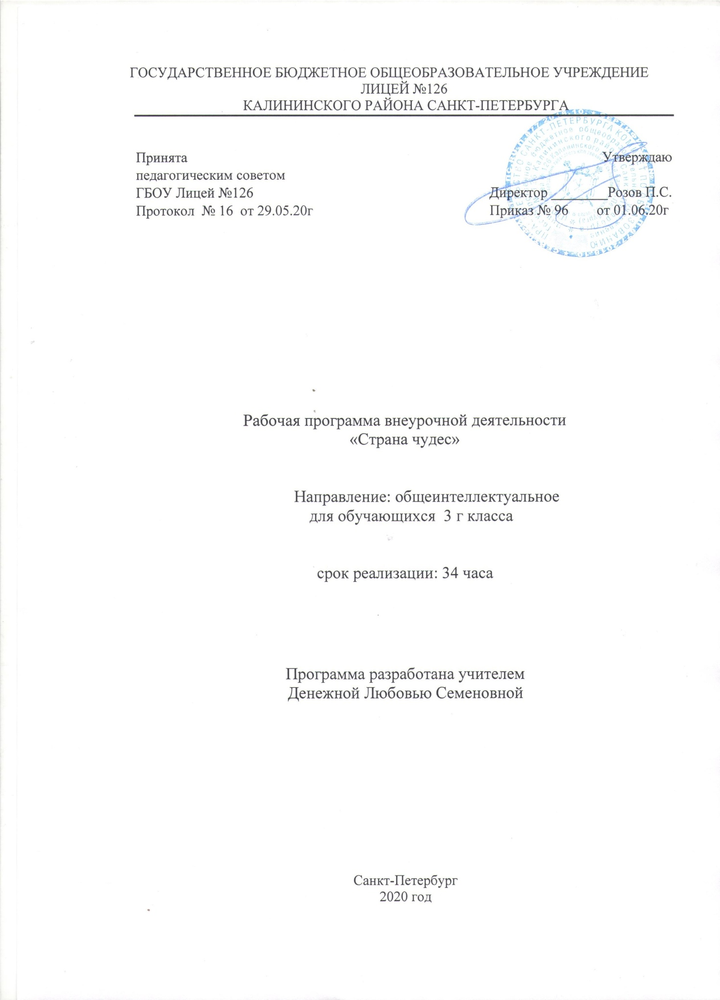 ГОСУДАРСТВЕННОЕ БЮДЖЕТНОЕ ОБЩЕОБРАЗОВАТЕЛЬНОЕ УЧРЕЖДЕНИЕ
ЛИЦЕЙ №126
КАЛИНИНСКОГО РАЙОНА САНКТ-ПЕТЕРБУРГА
Принята
педагогическим советом
ГБОУ Лицей №126
Протокол № 16 от 29.05.20г
Утверждаю
Директор ________Розов П.С.
Приказ № 96 от 01.06.20г
Рабочая программа внеурочной деятельности
«Страна чудес»
Направление: общеинтеллектуальное
для обучающихся 3 г класса
срок реализации: 34 часа
Программа разработана учителем
Денежной Любовью Семеновной
Санкт-Петербург
2020 год